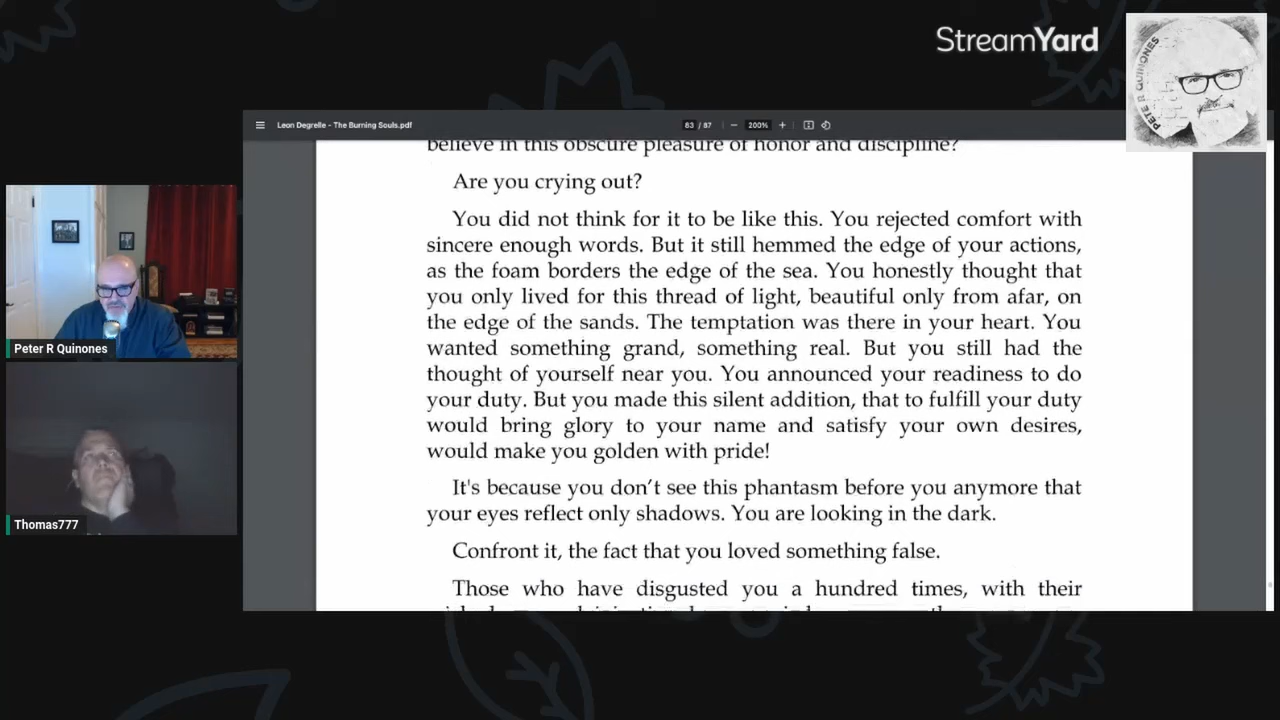 StreamYard
PETER R QUINONES
Lean Degrelle - The Burning Souls.pdf
83 / 87
200%
believe in this obscure pleasure of honor and discipline?
Are you crying out?
You did not think for it to be like this. You rejected comfort with
sincere enough words. But it still hemmed the edge of your actions,
as the foam borders the edge of the sea. You honestly thought that
you only lived for this thread of light, beautiful only from afar, on
the edge of the sands. The temptation was there in your heart. You
wanted something grand, something real. But you still had the
thought of yourself near you. You announced your readiness to do
your duty. But you made this silent addition, that to fulfill your duty
would bring glory to your name and satisfy your own desires,
would make you golden with pride!
It's because you don't see this phantasm before you anymore that
your eyes reflect only shadows. You are looking in the dark.
Confront it, the fact that you loved something false.
Those who have disgusted you a hundred times, with their
Peter R Quinones
Thomas777